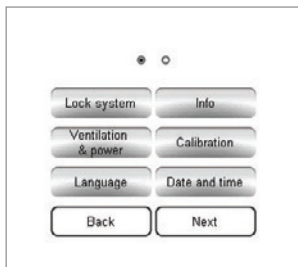 Lock system
Info
Ventilation
& power
Calibration
Language
Date and time
Back
Next